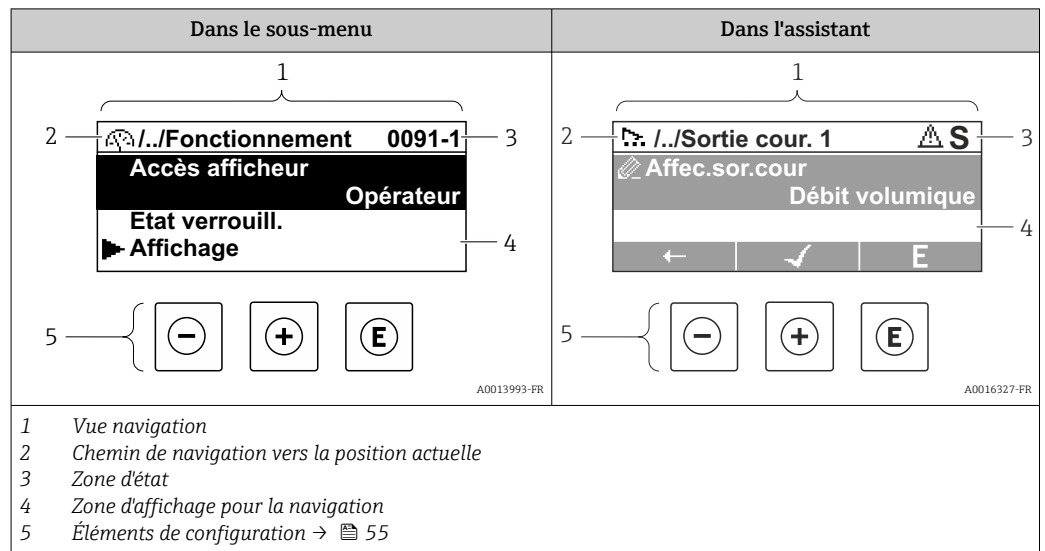 Dans le sous-menu
1
2
/../Fonctionnement 0091-1
3
Accès afficheur
Opérateur
Etat verrouill.
Affichage
4
5
- + E
A0013993-FR
Dans l'assistant
1
2
/../Sortie cour. 1 S
3
Affec.sor.cour
Débit volumique
4
← ✓ E
5
- + E
A0016327-FR
1 Vue navigation
2 Chemin de navigation vers la position actuelle
3 Zone d'état
4 Zone d'affichage pour la navigation
5 Éléments de configuration → 55